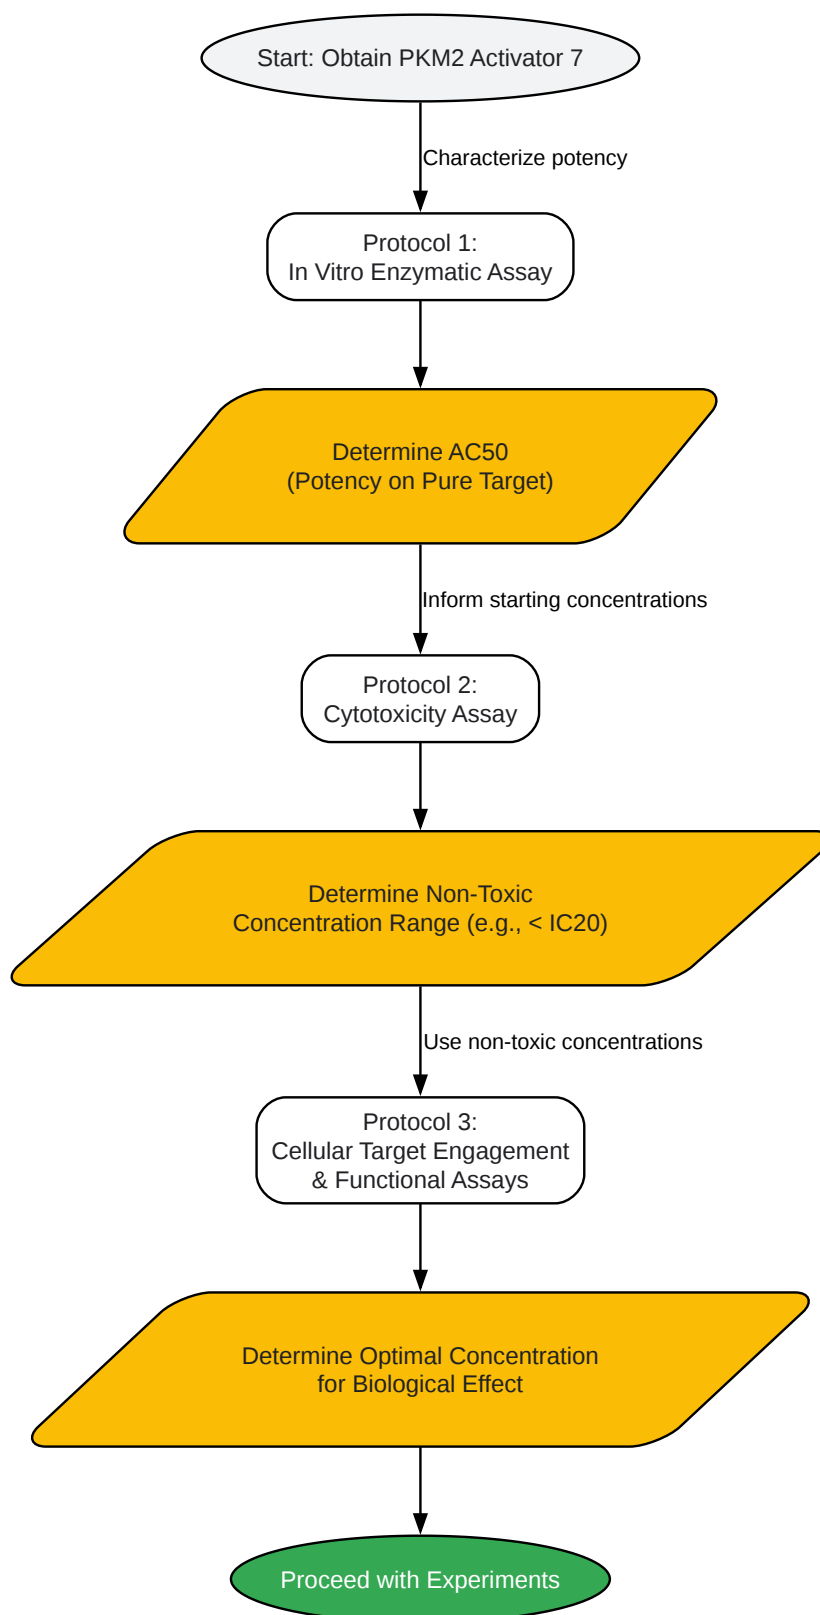 Start: Obtain PKM2 Activator 7
Characterize potency
Protocol 1:
In Vitro Enzymatic Assay
Determine AC50
(Potency on Pure Target)
Inform starting concentrations
Protocol 2:
Cytotoxicity Assay
Determine Non-Toxic
Concentration Range (e.g., < IC20)
Use non-toxic concentrations
Protocol 3:
Cellular Target Engagement
& Functional Assays
Determine Optimal Concentration
for Biological Effect
Proceed with Experiments